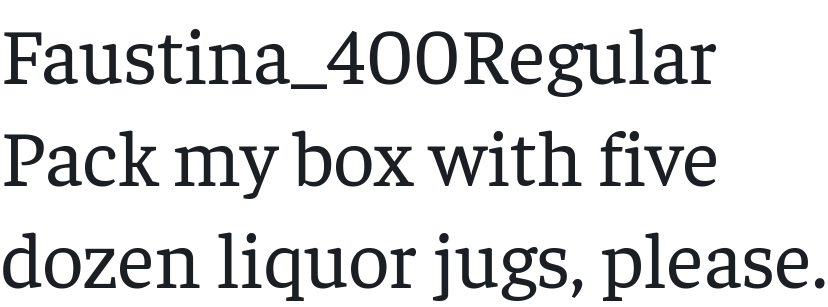 Faustina_400Regular
Pack my box with five
dozen liquor jugs, please.